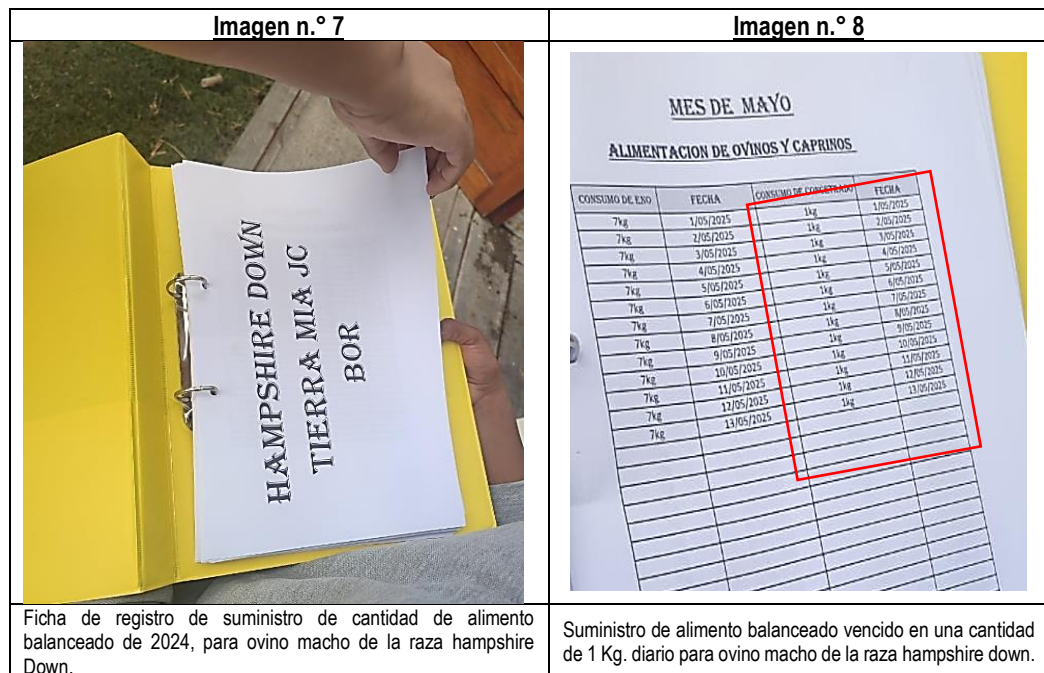 Imagen n.° 7
HAMPSHIRE DOWN
TIERRA MIA JC
BOR
Ficha de registro de suministro de cantidad de alimento
balanceado de 2024, para ovino macho de la raza hampshire
Down.
Imagen n.° 8
MES DE MAYO
ALIMENTACION DE OVINOS Y CAPRINOS
CONSUMO DE ENO FECHA CONSUMO DE CONCETRADO FECHA
7kg 1/05/2025 1kg 1/05/2025
7kg 2/05/2025 1kg 2/05/2025
7kg 3/05/2025 1kg 3/05/2025
7kg 4/05/2025 1kg 4/05/2025
7kg 5/05/2025 1kg 5/05/2025
7kg 6/05/2025 1kg 6/05/2025
7kg 7/05/2025 1kg 7/05/2025
7kg 8/05/2025 1kg 8/05/2025
7kg 9/05/2025 1kg 9/05/2025
7kg 10/05/2025 1kg 10/05/2025
7kg 11/05/2025 1kg 11/05/2025
7kg 12/05/2025 1kg 12/05/2025
7kg 13/05/2025 1kg 13/05/2025
Suministro de alimento balanceado vencido en una cantidad
de 1 Kg. diario para ovino macho de la raza hampshire down.